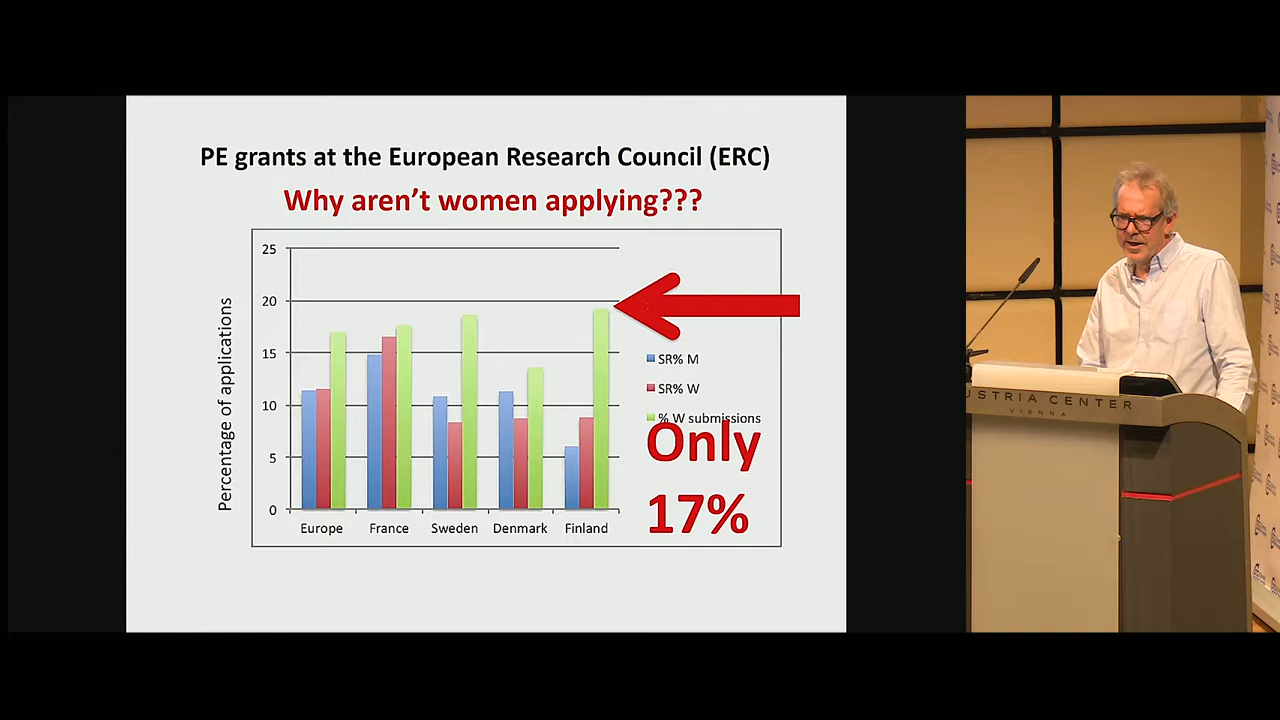 PE grants at the European Research Council (ERC)
Why aren't women applying???
Percentage of applications
25
20
15
10
5
0
Europe
France
Sweden
Denmark
Finland
SR% M
SR% W
% W submissions
Only
17%
USTRIA CENTER
VIENNA